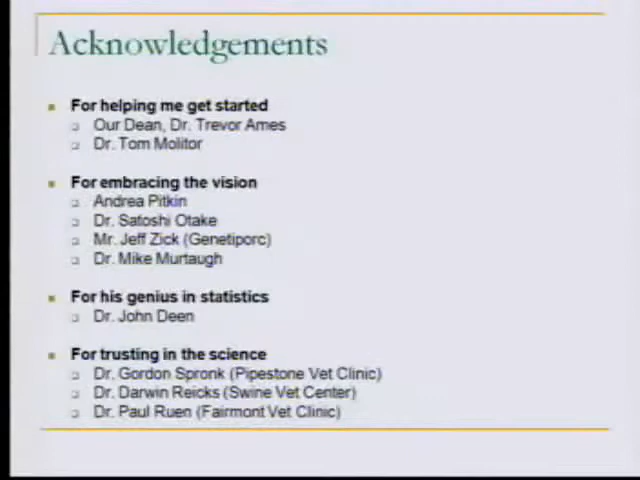 Acknowledgements
For helping me get started
Our Dean, Dr. Trevor Ames
Dr. Tom Molitor
For embracing the vision
Andrea Pitkin
Dr. Satoshi Otake
Mr. Jeff Zick (Genetiporc)
Dr. Mike Murtaugh
For his genius in statistics
Dr. John Deen
For trusting in the science
Dr. Gordon Spronk (Pipestone Vet Clinic)
Dr. Darwin Reicks (Swine Vet Center)
Dr. Paul Ruen (Fairmont Vet Clinic)